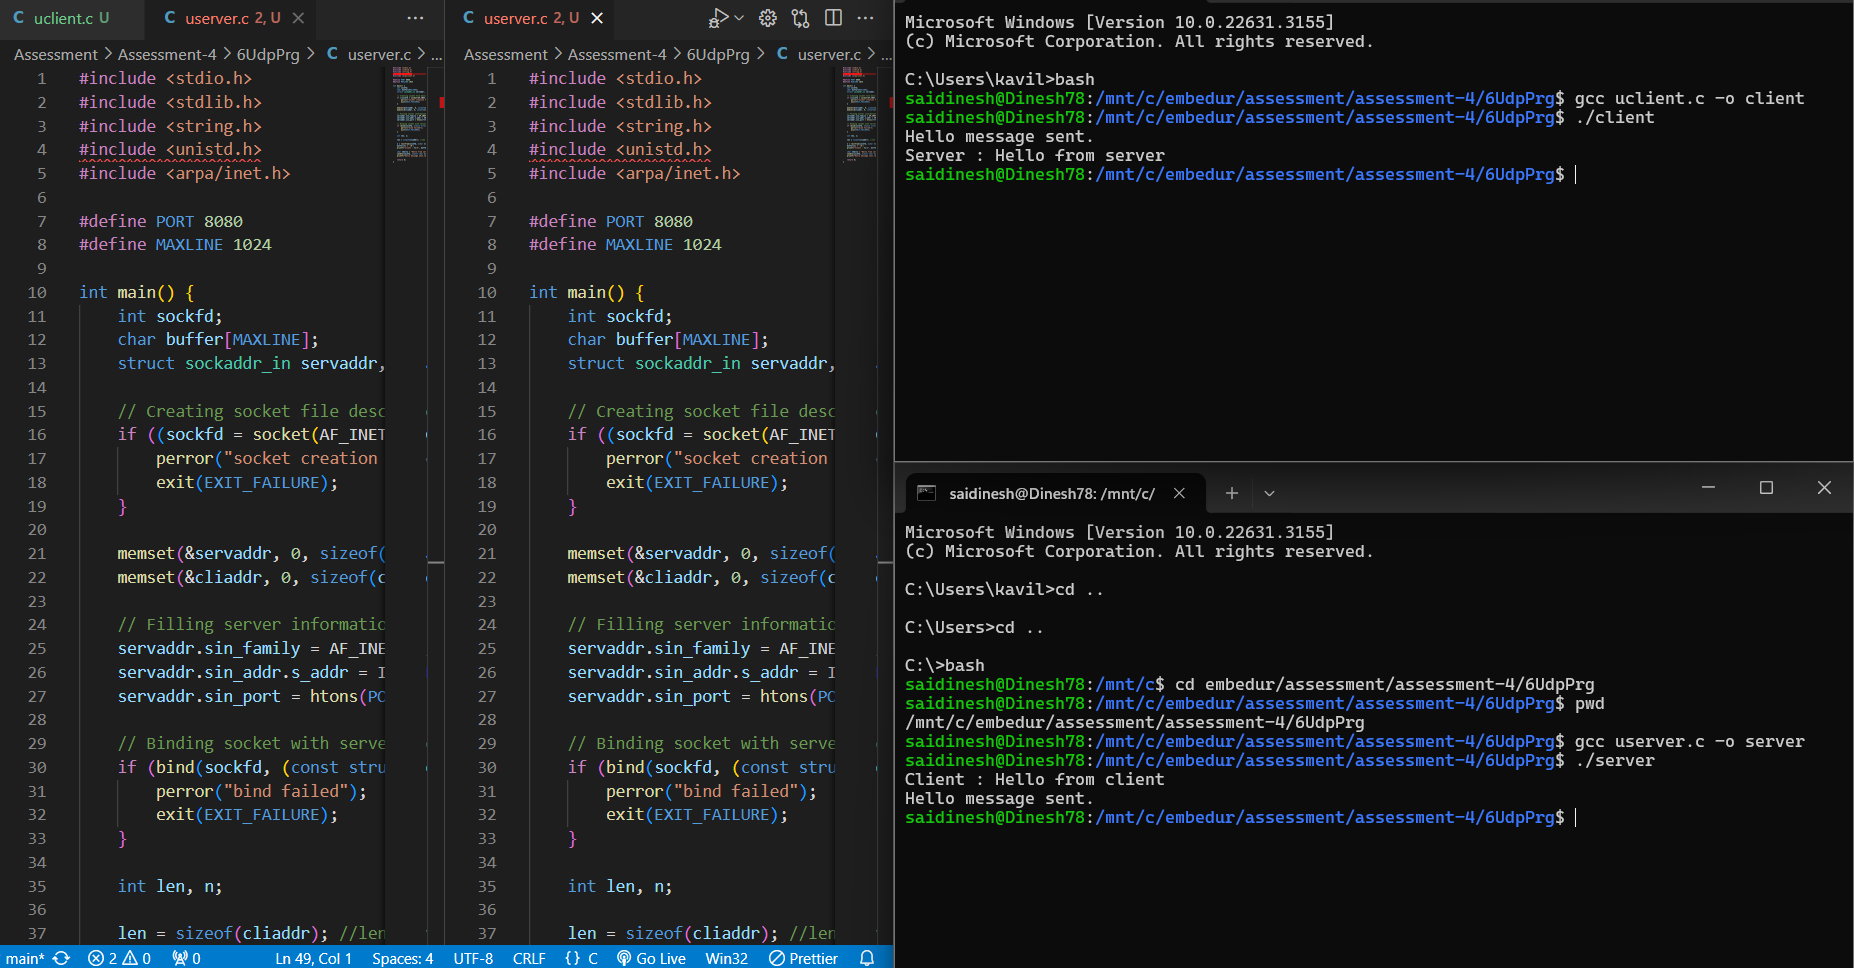 uclient.c U
userver.c 2, U
Assessment > Assessment-4 > 6UdpPrg > C userver.c > ...
1 #include <stdio.h>
2 #include <stdlib.h>
3 #include <string.h>
4 #include <unistd.h>
5 #include <arpa/inet.h>
6
7 #define PORT 8080
8 #define MAXLINE 1024
9
10 int main() {
11 int sockfd;
12 char buffer[MAXLINE];
13 struct sockaddr_in servaddr,
14
15 // Creating socket file desc
16 if ((sockfd = socket(AF_INET
17 perror("socket creation
18 exit(EXIT_FAILURE);
19 }
20
21 memset(&servaddr, 0, sizeof(
22 memset(&cliaddr, 0, sizeof(c
23
24 // Filling server informatio
25 servaddr.sin_family = AF_INE
26 servaddr.sin_addr.s_addr = I
27 servaddr.sin_port = htons(PO
28
29 // Binding socket with serve
30 if (bind(sockfd, (const stru
31 perror("bind failed");
32 exit(EXIT_FAILURE);
33 }
34
35 int len, n;
36
37 len = sizeof(cliaddr); //len
C userver.c 2, U
Assessment > Assessment-4 > 6UdpPrg > C userver.c > ...
1 #include <stdio.h>
2 #include <stdlib.h>
3 #include <string.h>
4 #include <unistd.h>
5 #include <arpa/inet.h>
6
7 #define PORT 8080
8 #define MAXLINE 1024
9
10 int main() {
11 int sockfd;
12 char buffer[MAXLINE];
13 struct sockaddr_in servaddr,
14
15 // Creating socket file desc
16 if ((sockfd = socket(AF_INET
17 perror("socket creation
18 exit(EXIT_FAILURE);
19 }
20
21 memset(&servaddr, 0, sizeof(
22 memset(&cliaddr, 0, sizeof(c
23
24 // Filling server informatio
25 servaddr.sin_family = AF_INE
26 servaddr.sin_addr.s_addr = I
27 servaddr.sin_port = htons(PO
28
29 // Binding socket with serve
30 if (bind(sockfd, (const stru
31 perror("bind failed");
32 exit(EXIT_FAILURE);
33 }
34
35 int len, n;
36
37 len = sizeof(cliaddr); //len
main* 2 0 0 Ln 49, Col 1 Spaces: 4 UTF-8 CRLF {} C Go Live Win32 Prettier
Microsoft Windows [Version 10.0.22631.3155]
(c) Microsoft Corporation. All rights reserved.
C:\Users\kavil>bash
saidinesh@Dinesh78:/mnt/c/embedur/assessment/assessment-4/6UdpPrg$ gcc uclient.c -o client
saidinesh@Dinesh78:/mnt/c/embedur/assessment/assessment-4/6UdpPrg$ ./client
Hello message sent.
Server : Hello from server
saidinesh@Dinesh78:/mnt/c/embedur/assessment/assessment-4/6UdpPrg$
saidinesh@Dinesh78: /mnt/c/
Microsoft Windows [Version 10.0.22631.3155]
(c) Microsoft Corporation. All rights reserved.
C:\Users\kavil>cd ..
C:\Users>cd ..
C:\>bash
saidinesh@Dinesh78:/mnt/c$ cd embedur/assessment/assessment-4/6UdpPrg
saidinesh@Dinesh78:/mnt/c/embedur/assessment/assessment-4/6UdpPrg$ pwd
/mnt/c/embedur/assessment/assessment-4/6UdpPrg
saidinesh@Dinesh78:/mnt/c/embedur/assessment/assessment-4/6UdpPrg$ gcc userver.c -o server
saidinesh@Dinesh78:/mnt/c/embedur/assessment/assessment-4/6UdpPrg$ ./server
Client : Hello from client
Hello message sent.
saidinesh@Dinesh78:/mnt/c/embedur/assessment/assessment-4/6UdpPrg$